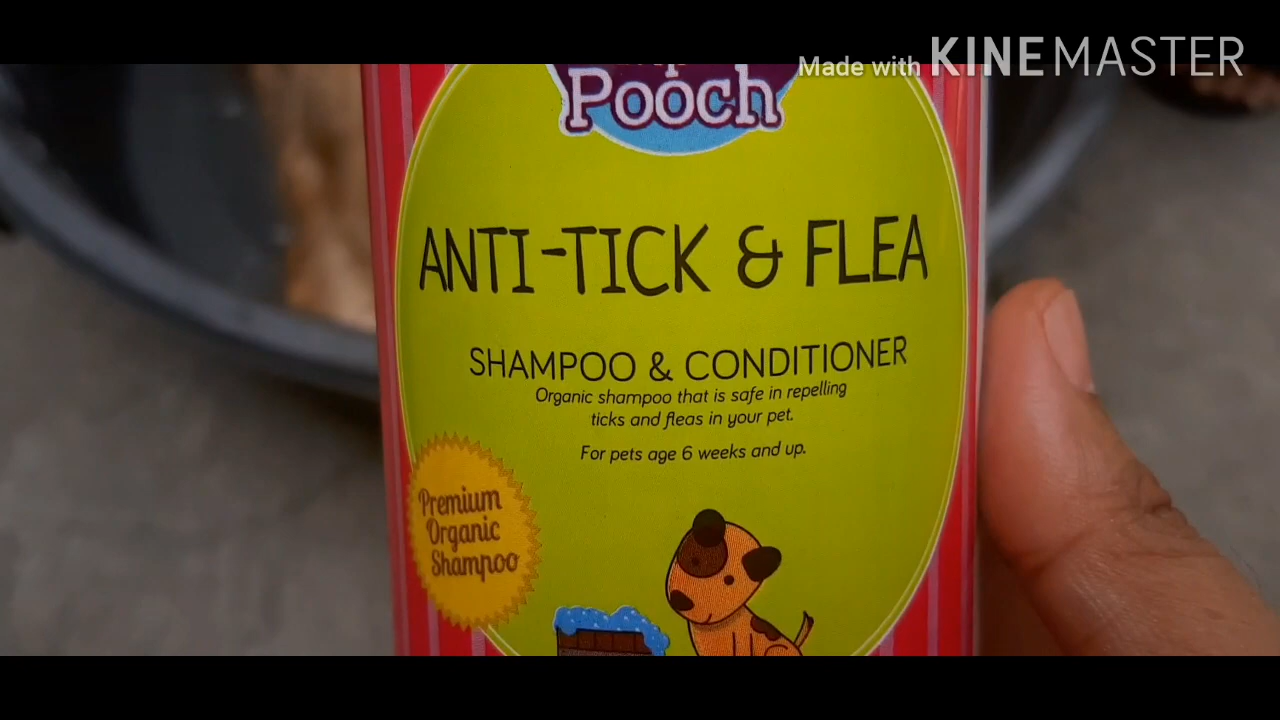 Made with KINEMASTER
Pooch
ANTI-TICK & FLEA
SHAMPOO & CONDITIONER
Organic shampoo that is safe in repelling
ticks and fleas in your pet.
For pets age 6 weeks and up.
Premium
Organic
Shampoo